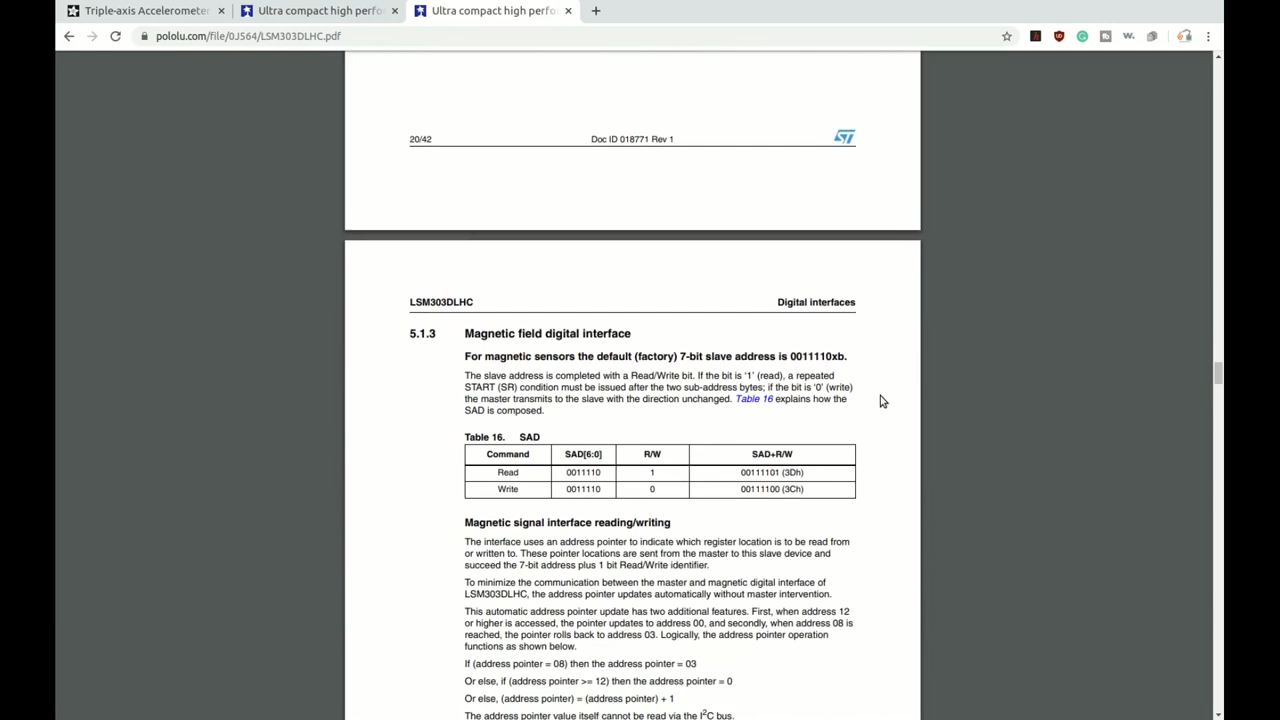 Triple-axis Accelerometer
Ultra compact high perfo
Ultra compact high perfo
pololu.com/file/0J564/LSM303DLHC.pdf
20/42 Doc ID 018771 Rev 1
LSM303DLHC Digital interfaces
5.1.3 Magnetic field digital interface
For magnetic sensors the default (factory) 7-bit slave address is 0011110xb.
The slave address is completed with a Read/Write bit. If the bit is ‘1’ (read), a repeated
START (SR) condition must be issued after the two sub-address bytes; if the bit is ‘0’ (write)
the master transmits to the slave with the direction unchanged. Table 16 explains how the
SAD is composed.
Table 16. SAD
Command SAD[6:0] R/W SAD+R/W
Read 0011110 1 00111101 (3Dh)
Write 0011110 0 00111100 (3Ch)
Magnetic signal interface reading/writing
The interface uses an address pointer to indicate which register location is to be read from
or written to. These pointer locations are sent from the master to this slave device and
succeed the 7-bit address plus 1 bit Read/Write identifier.
To minimize the communication between the master and magnetic digital interface of
LSM303DLHC, the address pointer updates automatically without master intervention.
This automatic address pointer update has two additional features. First, when address 12
or higher is accessed, the pointer updates to address 00, and secondly, when address 08 is
reached, the pointer rolls back to address 03. Logically, the address pointer operation
functions as shown below.
If (address pointer = 08) then the address pointer = 03
Or else, if (address pointer >= 12) then the address pointer = 0
Or else, (address pointer) = (address pointer) + 1
The address pointer value itself cannot be read via the I2C bus.